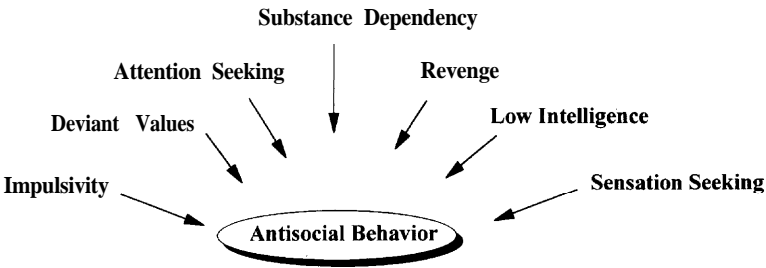 Substance Dependency
Attention Seeking
Revenge
Deviant Values
Low Intelligence
Impulsivity
Sensation Seeking
Antisocial Behavior